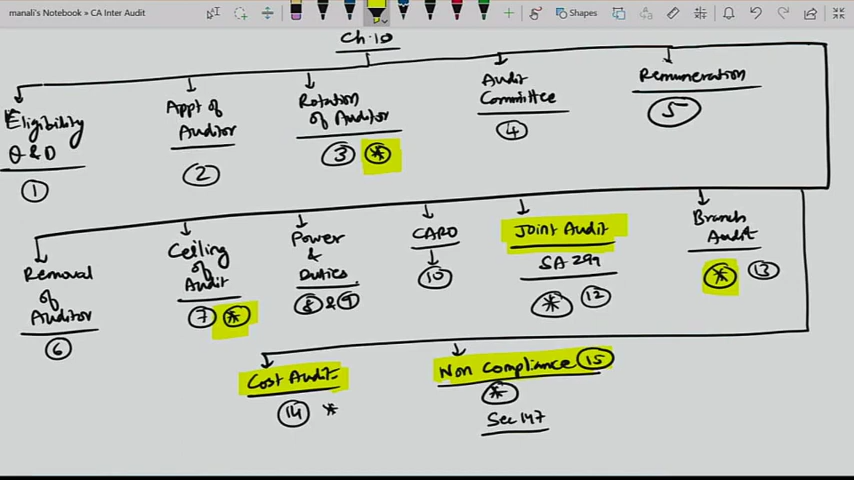 manali's Notebook » CA Inter Audit
Shapes
Ch.10
Eligibility
Q & D
1
Appt of
Auditor
2
Rotation
of Auditor
3 *
Audit
Committee
4
Remuneration
5
Removal
of
Auditor
6
Ceiling
of
Audit
7 *
Power
&
Duties
8 & 9
CARO
10
Joint Audit
SA 299
* 12
Branch
Audit
* 13
Cost Audit
14 *
Non Compliance 15
*
Sec 147